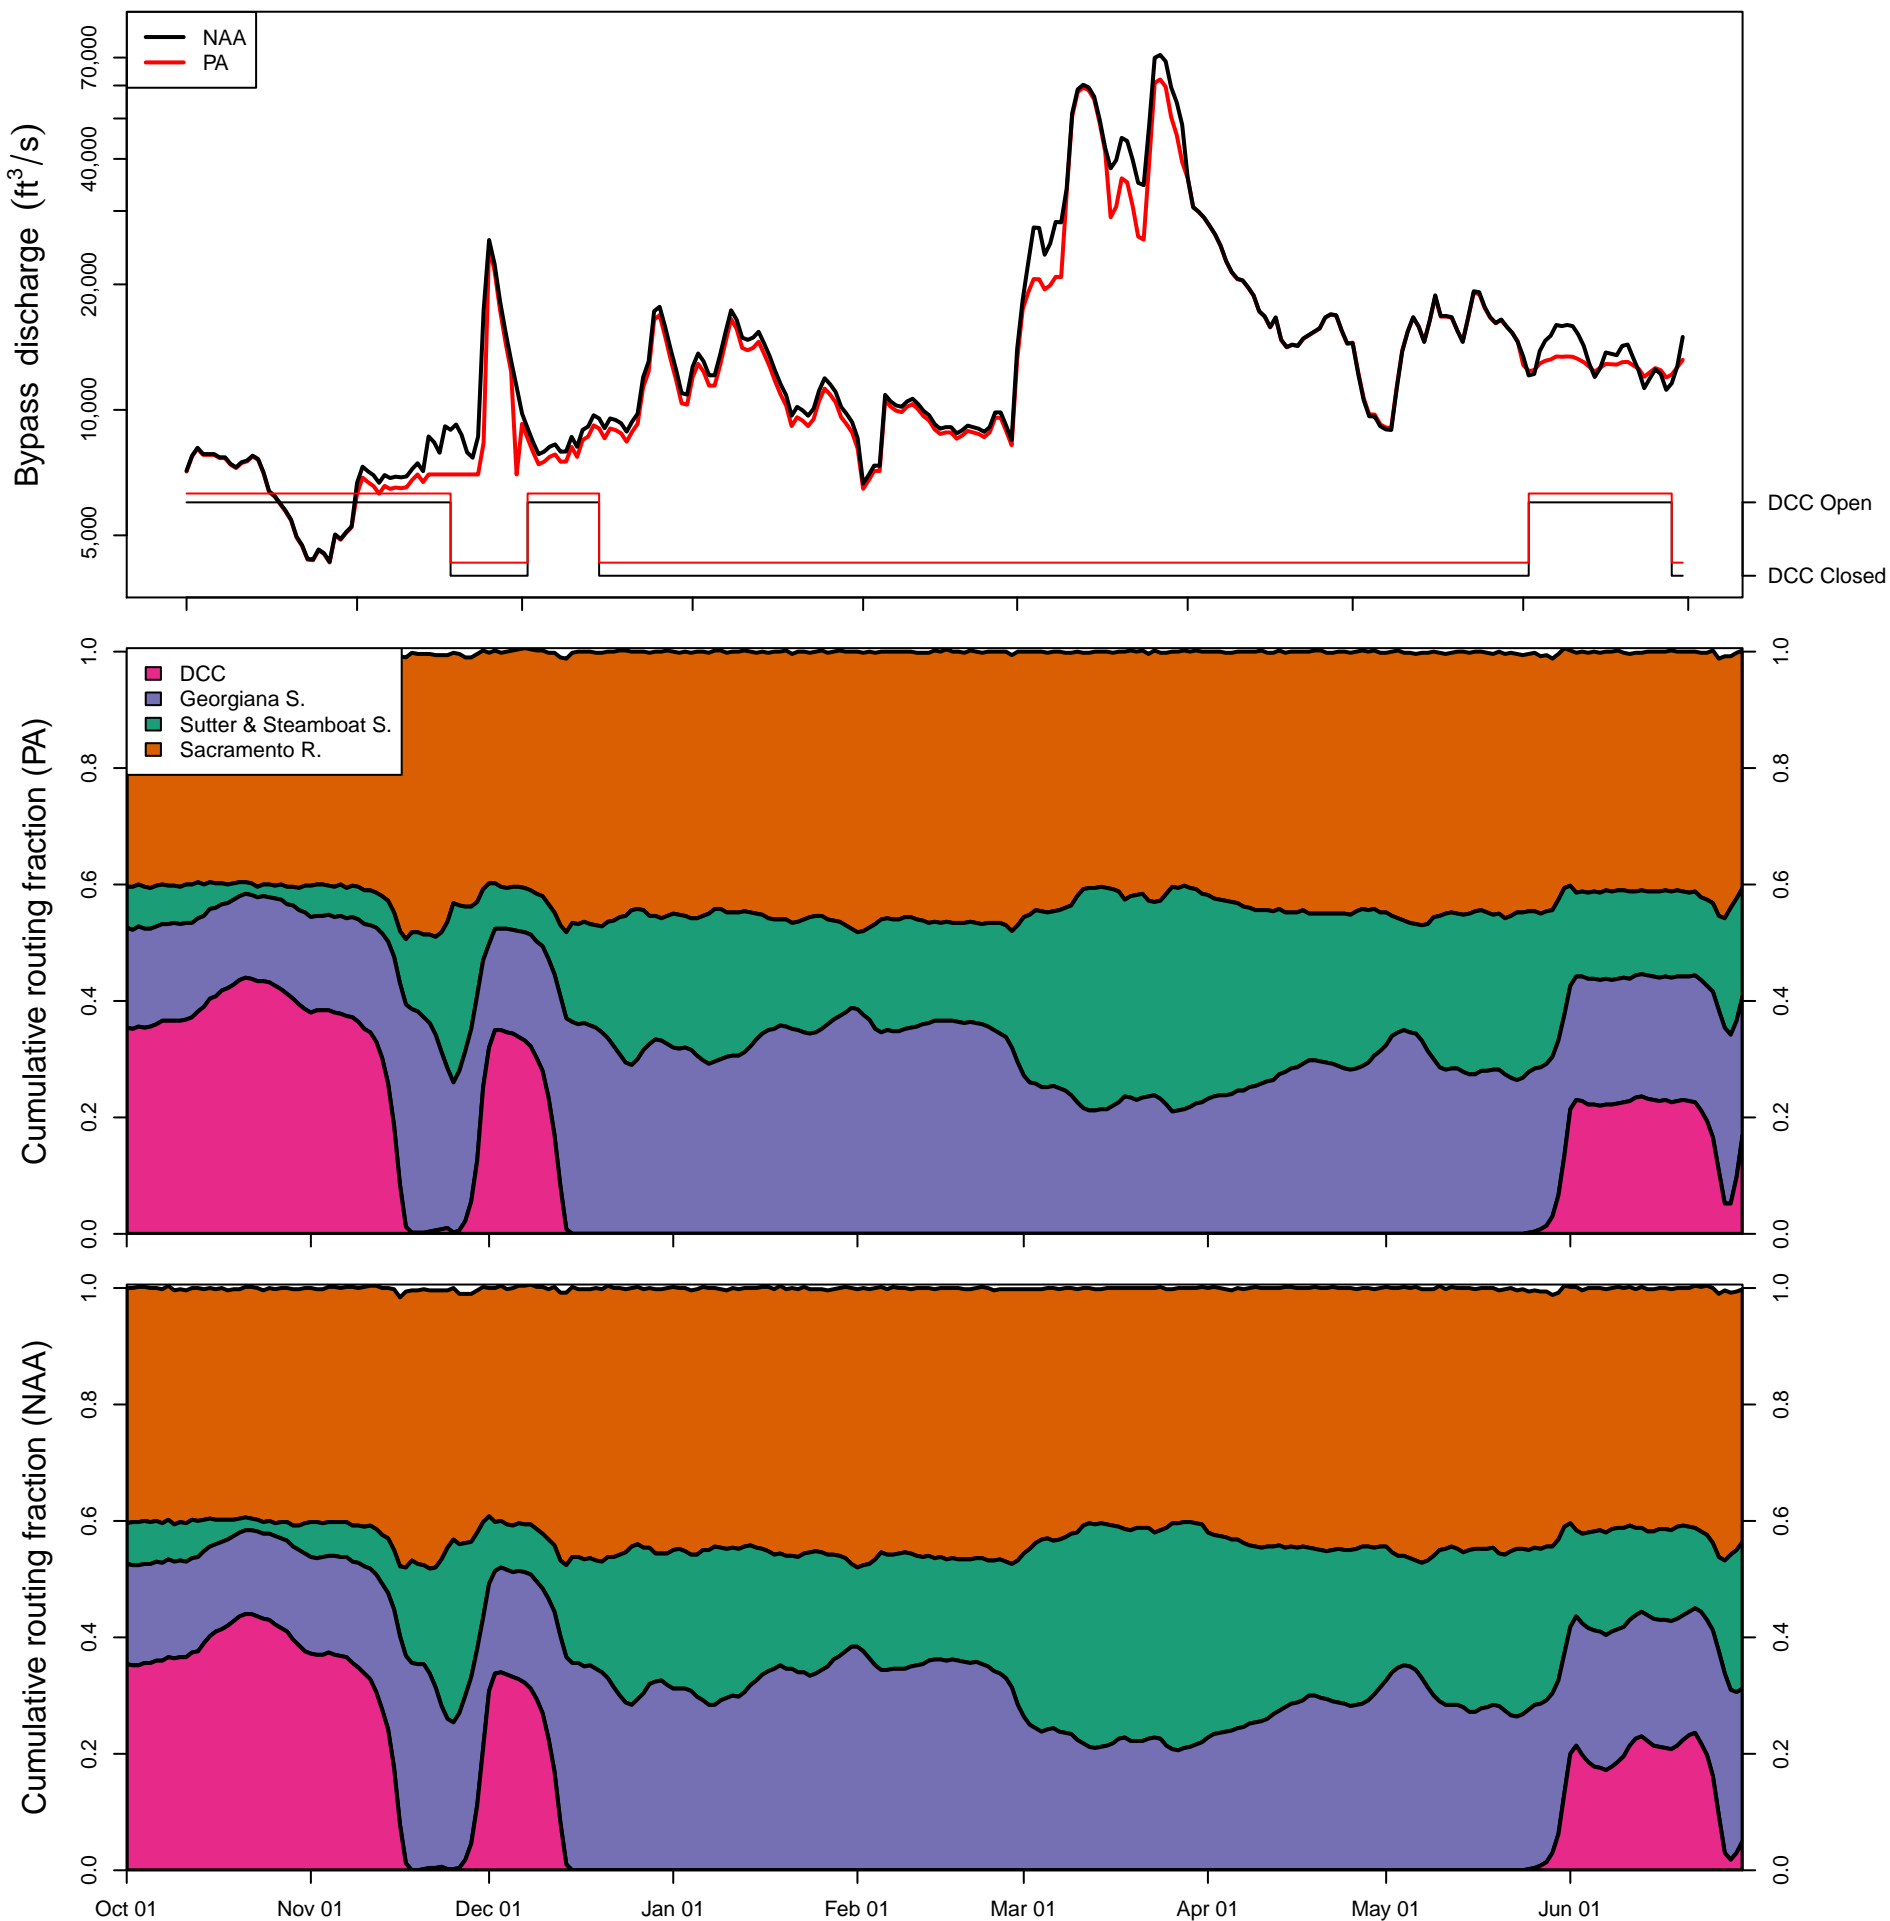 Bypass discharge (ft3/s)
70,000
40,000
20,000
10,000
5,000
NAA
PA
DCC Open
DCC Closed
Cumulative routing fraction (PA)
1.0
0.8
0.6
0.4
0.2
0.0
DCC
Georgiana S.
Sutter & Steamboat S.
Sacramento R.
1.0
0.8
0.6
0.4
0.2
0.0
Cumulative routing fraction (NAA)
1.0
0.8
0.6
0.4
0.2
0.0
1.0
0.8
0.6
0.4
0.2
0.0
Oct 01
Nov 01
Dec 01
Jan 01
Feb 01
Mar 01
Apr 01
May 01
Jun 01